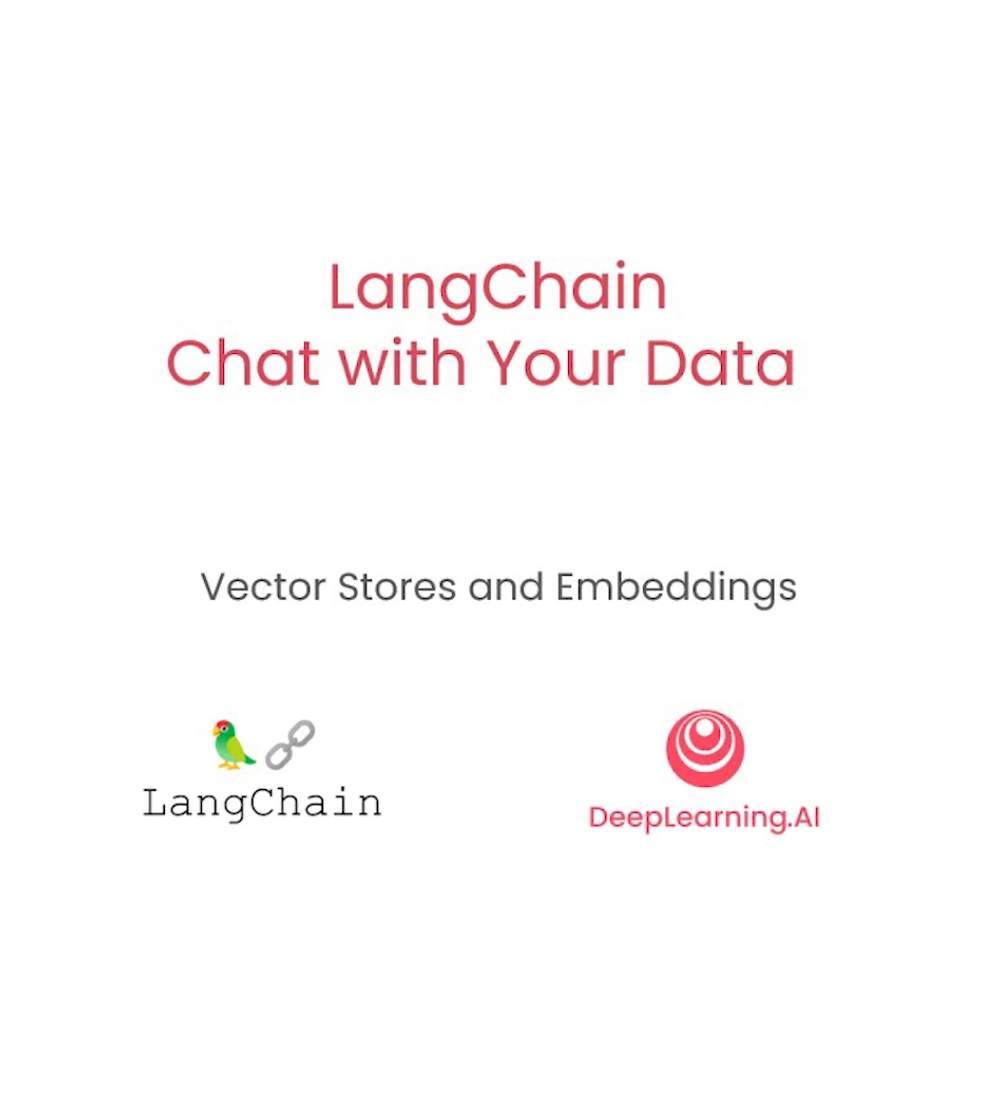 LangChain
Chat with Your Data
Vector Stores and Embeddings
LangChain
DeepLearning.AI